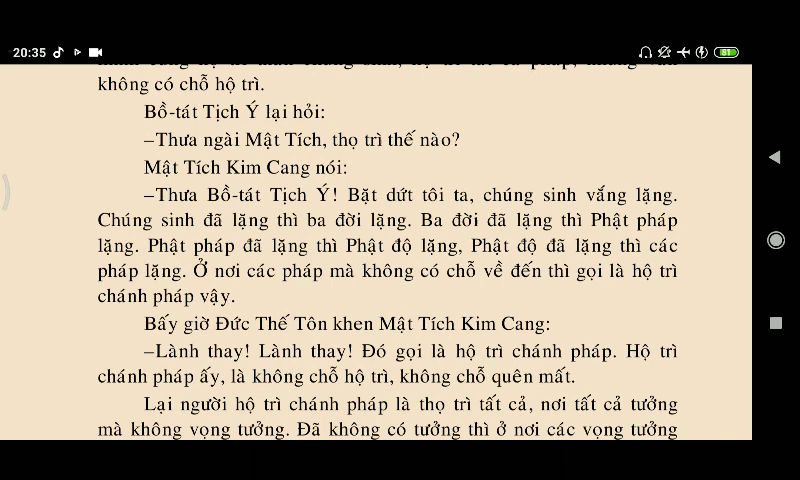 20:35
81
không có chỗ hộ trì.
Bồ-tát Tịch Ý lại hỏi:
–Thưa ngài Mật Tích, thọ trì thế nào?
Mật Tích Kim Cang nói:
–Thưa Bồ-tát Tịch Ý! Bặt dứt tôi ta, chúng sinh vắng lặng.
Chúng sinh đã lặng thì ba đời lặng. Ba đời đã lặng thì Phật pháp
lặng. Phật pháp đã lặng thì Phật độ lặng, Phật độ đã lặng thì các
pháp lặng. Ở nơi các pháp mà không có chỗ về đến thì gọi là hộ trì
chánh pháp vậy.
Bấy giờ Đức Thế Tôn khen Mật Tích Kim Cang:
–Lành thay! Lành thay! Đó gọi là hộ trì chánh pháp. Hộ trì
chánh pháp ấy, là không chỗ hộ trì, không chỗ quên mất.
Lại người hộ trì chánh pháp là thọ trì tất cả, nơi tất cả tưởng
mà không vọng tưởng. Đã không có tưởng thì ở nơi các vọng tưởng